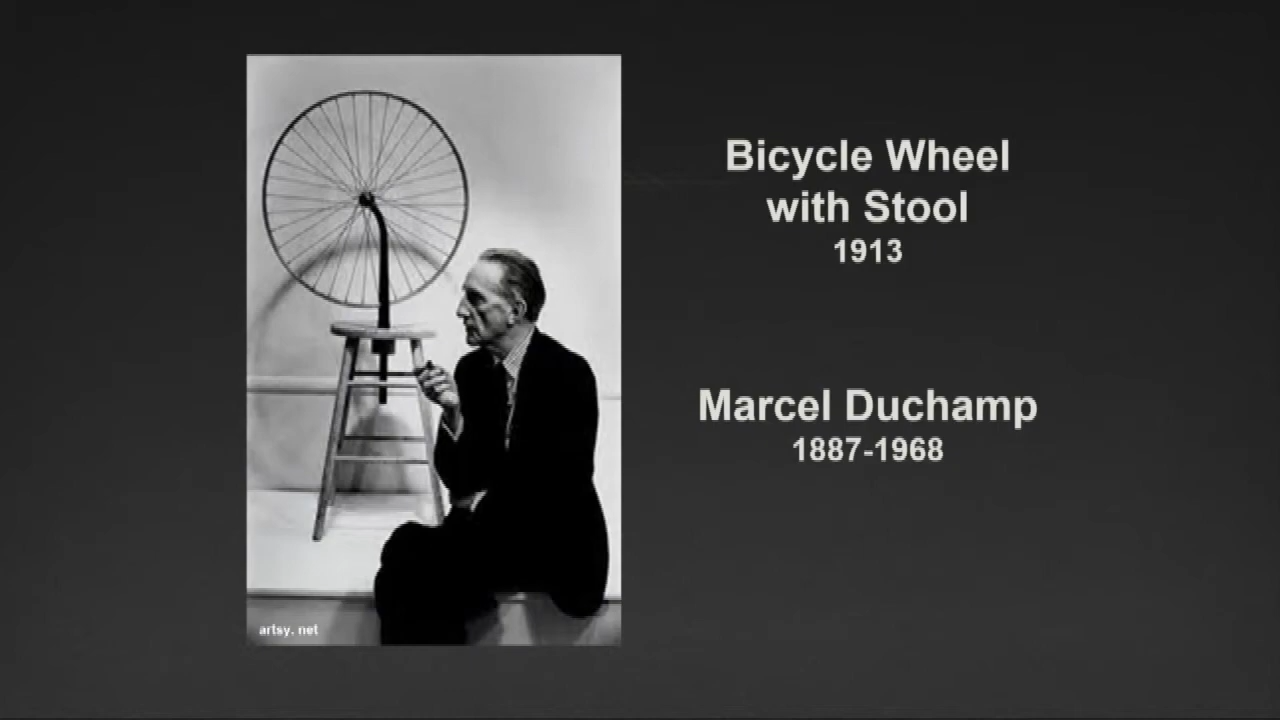 Bicycle Wheel
with Stool
1913
Marcel Duchamp
1887-1968
artsy. net